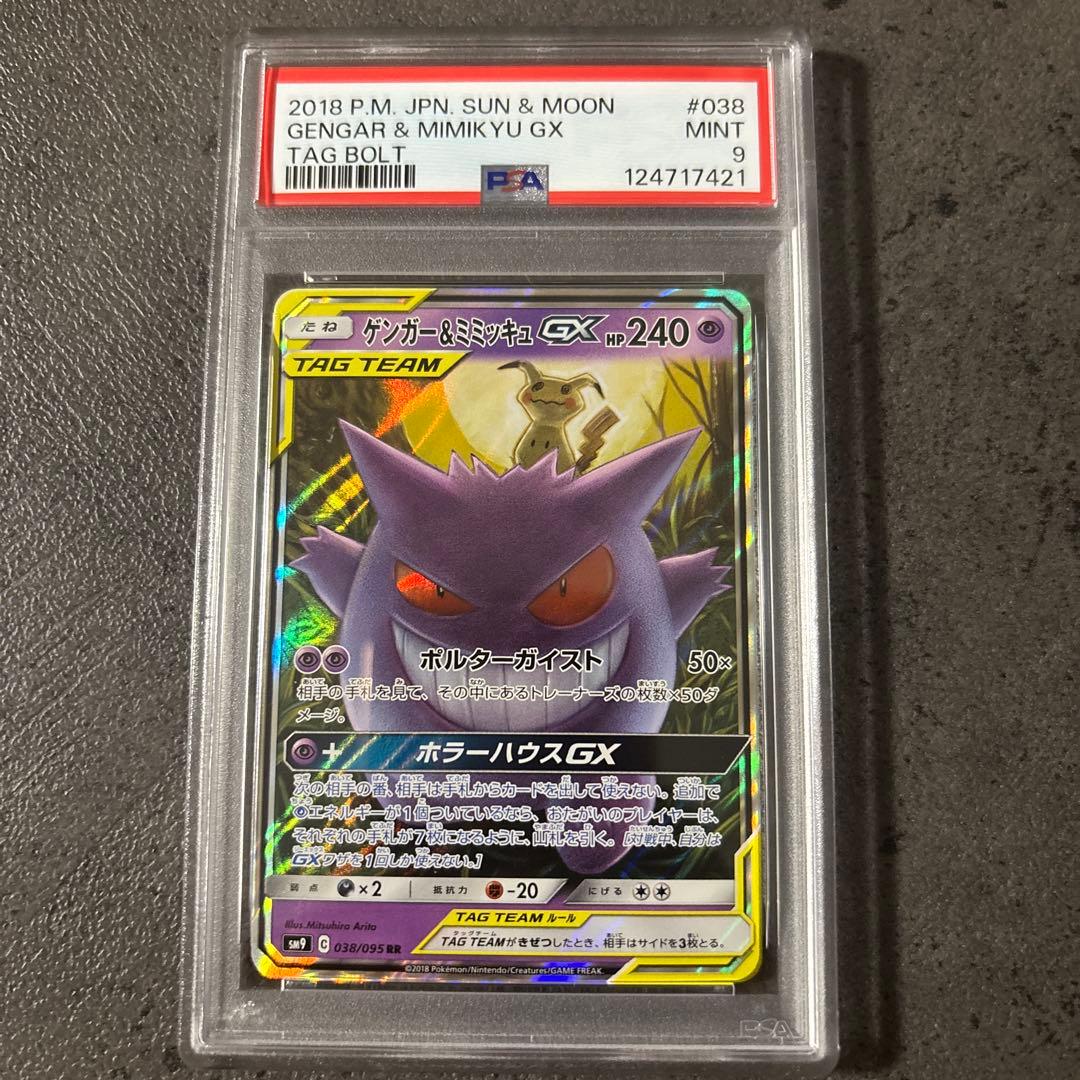 2018 P.M. JPN. SUN & MOON #038
GENGAR & MIMIKYU GX MINT
TAG BOLT 9
PSA 124717421
たね ゲンガー&ミミッキュGX HP240
TAG TEAM
ポルターガイスト 50×
相手の手札を見て、その中にあるトレーナーズの枚数×50ダ
メージ。
+ ホラーハウスGX
次の相手の番、相手は手札からカードを出して使えない。追加で
エネルギーが1個ついているなら、おたがいのプレイヤーは、
それぞれの手札が7枚になるように、山札を引く。[対戦中、自分は
GXワザを1回しか使えない。]
弱点 ×2 抵抗力 -20 にげる
Illus.Mitsuhiro Arita
TAG TEAM ルール
SM9 C 038/095 RR
TAG TEAMがきぜつしたとき、相手はサイドを3枚とる。
©2018 Pokémon/Nintendo/Creatures/GAME FREAK.
PSA